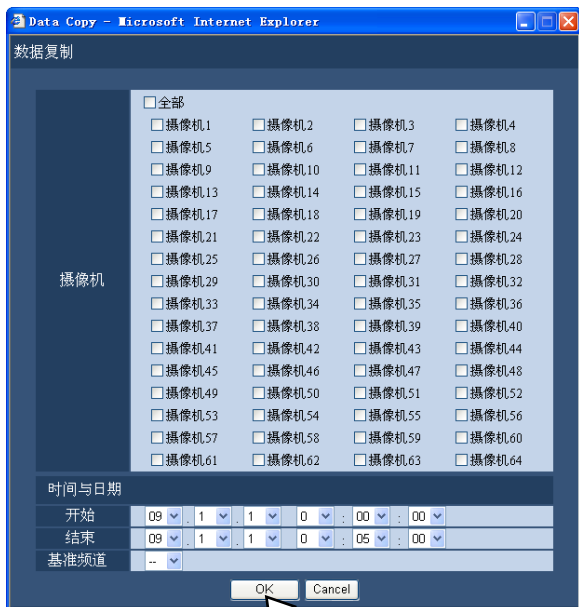 Data Copy - Microsoft Internet Explorer
数据复制
全部
摄像机1 摄像机2 摄像机3 摄像机4
摄像机5 摄像机6 摄像机7 摄像机8
摄像机9 摄像机10 摄像机11 摄像机12
摄像机13 摄像机14 摄像机15 摄像机16
摄像机17 摄像机18 摄像机19 摄像机20
摄像机21 摄像机22 摄像机23 摄像机24
摄像机25 摄像机26 摄像机27 摄像机28
摄像机
摄像机29 摄像机30 摄像机31 摄像机32
摄像机33 摄像机34 摄像机35 摄像机36
摄像机37 摄像机38 摄像机39 摄像机40
摄像机41 摄像机42 摄像机43 摄像机44
摄像机45 摄像机46 摄像机47 摄像机48
摄像机49 摄像机50 摄像机51 摄像机52
摄像机53 摄像机54 摄像机55 摄像机56
摄像机57 摄像机58 摄像机59 摄像机60
摄像机61 摄像机62 摄像机63 摄像机64
时间与日期
开始 09 . 1 . 1 0 : 00 : 00
结束 09 . 1 . 1 0 : 05 : 00
基准频道 --
OK Cancel